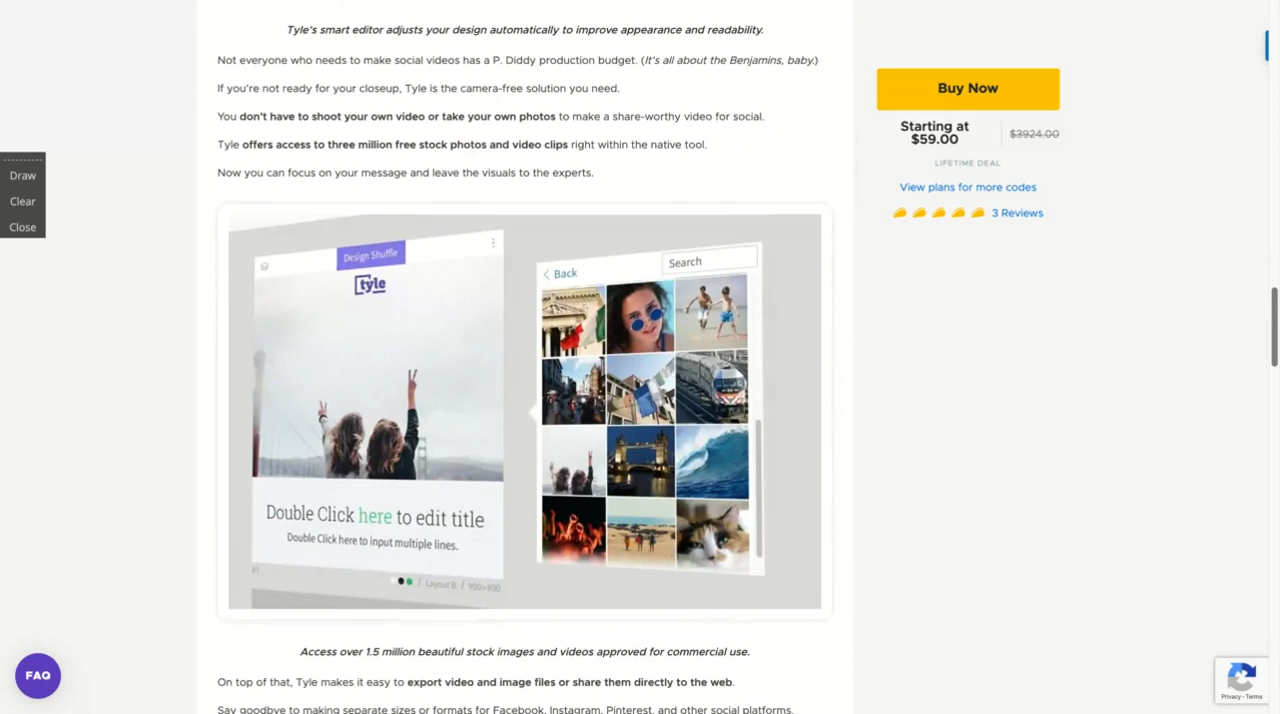 Tyle's smart editor adjusts your design automatically to improve appearance and readability.
Not everyone who needs to make social videos has a P. Diddy production budget. (It's all about the Benjamins, baby.)
If you're not ready for your closeup, Tyle is the camera-free solution you need.
You don't have to shoot your own video or take your own photos to make a share-worthy video for social.
Tyle offers access to three million free stock photos and video clips right within the native tool.
Now you can focus on your message and leave the visuals to the experts.
Buy Now
Starting at
$59.00
$3924.00
LIFETIME DEAL
View plans for more codes
3 Reviews
Draw
Clear
Close
Design Shuffle
tyle
Double Click here to edit title
Double Click here to input multiple lines.
#1
/ Layout B / 900×900
Back
Search
Access over 1.5 million beautiful stock images and videos approved for commercial use.
On top of that, Tyle makes it easy to export video and image files or share them directly to the web.
Say goodbye to making separate sizes or formats for Facebook, Instagram, Pinterest, and other social platforms.
FAQ
Privacy - Terms